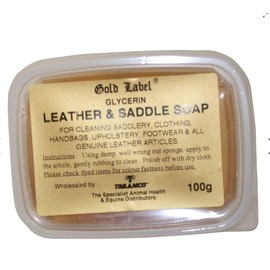 Gold Label
GLYCERIN
LEATHER & SADDLE SOAP
FOR CLEANING SADDLERY, CLOTHING,
HANDBAGS, UPHOLSTERY, FOOTWEAR & ALL
GENUINE LEATHER ARTICLES
Instructions : Using damp, well wrung out sponge, apply to
the article, gently rubbing to clean. Polish off with dry cloth.
Please check dyed items for colour fastness before use.
Wholesaled by
TRILANCO
100g
The Specialist Animal Health
& Equine Distributors.